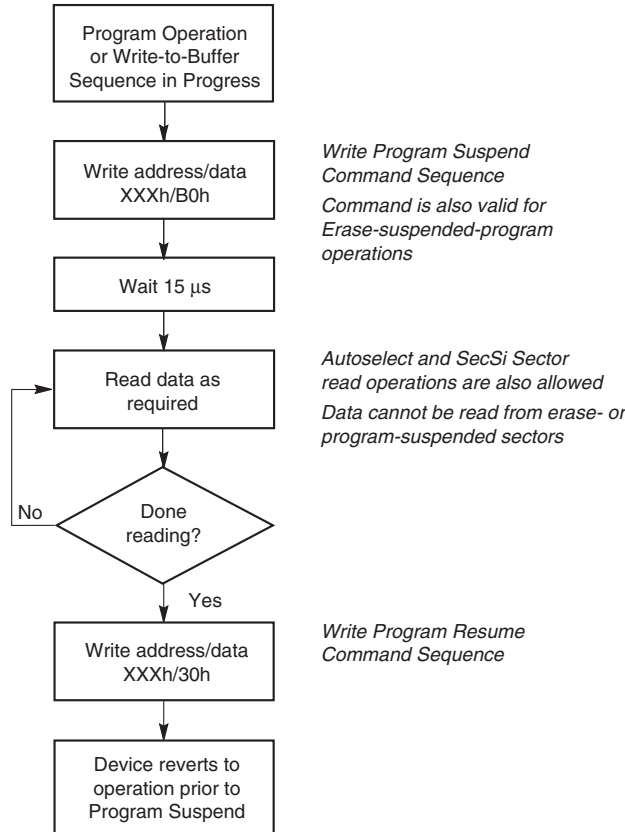 Program Operation
or Write-to-Buffer
Sequence in Progress
Write address/data
XXXh/B0h
Write Program Suspend
Command Sequence
Command is also valid for
Erase-suspended-program
operations
Wait 15 μs
Read data as
required
Autoselect and SecSi Sector
read operations are also allowed
Data cannot be read from erase- or
program-suspended sectors
No
Done
reading?
Yes
Write address/data
XXXh/30h
Write Program Resume
Command Sequence
Device reverts to
operation prior to
Program Suspend